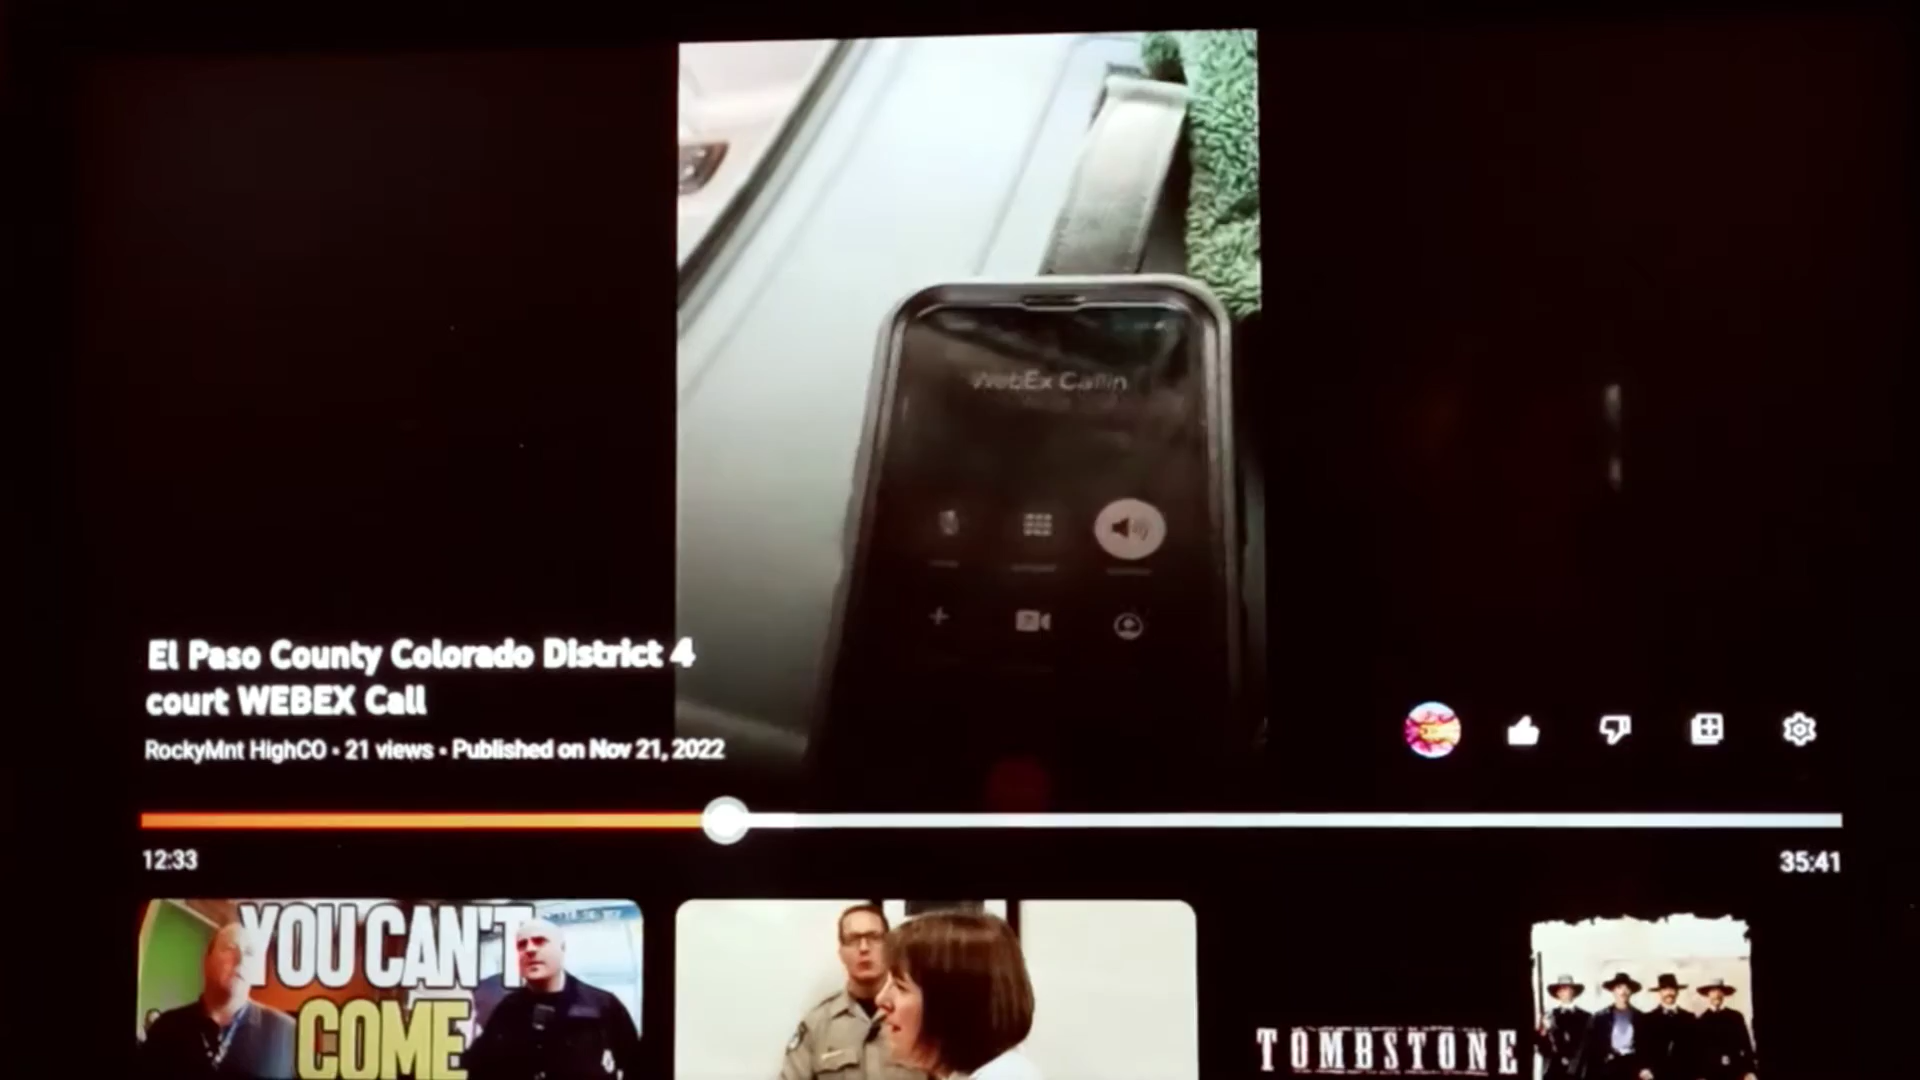 WebEx Callin
El Paso County Colorado District 4
court WEBEX Call
RockyMnt HighCO • 21 views • Published on Nov 21, 2022
12:33
35:41
YOU CAN'T
COME
TOMBSTONE